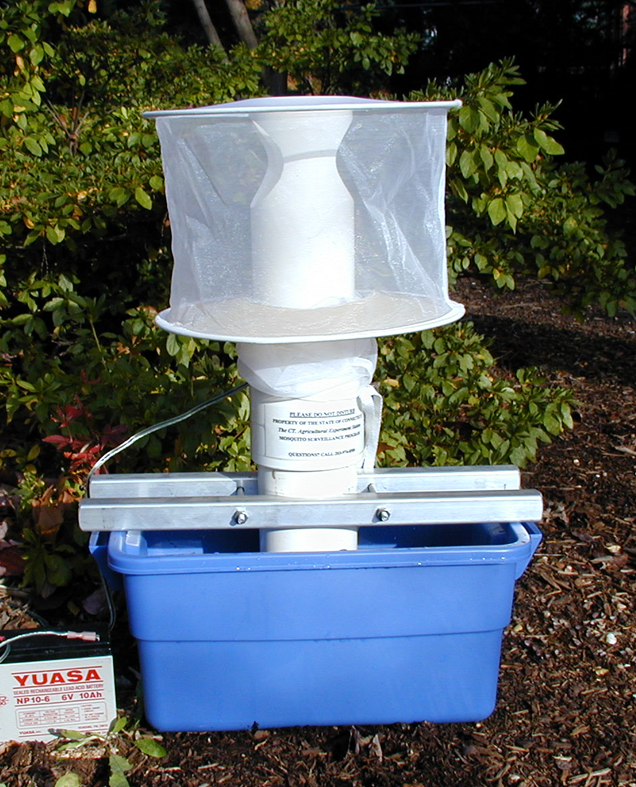 PLEASE DO NOT DISTURB
PROPERTY OF THE STATE OF CONNECTICUT
The CT. Agricultural Experiment Station
MOSQUITO SURVEILLANCE PROGRAM
QUESTIONS? CALL
YUASA
SEALED RECHARGEABLE LEAD-ACID BATTERY
NP10-6 6V 10Ah